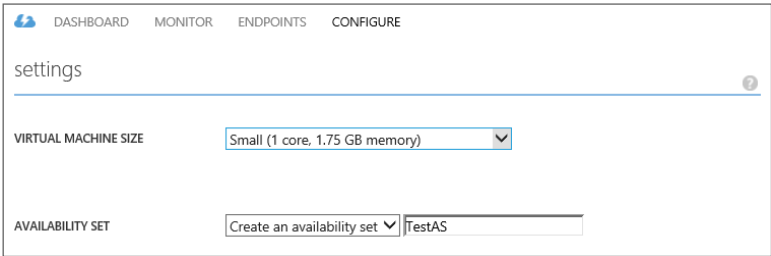 DASHBOARD MONITOR ENDPOINTS CONFIGURE
settings
?
VIRTUAL MACHINE SIZE Small (1 core, 1.75 GB memory)
AVAILABILITY SET Create an availability set TestAS